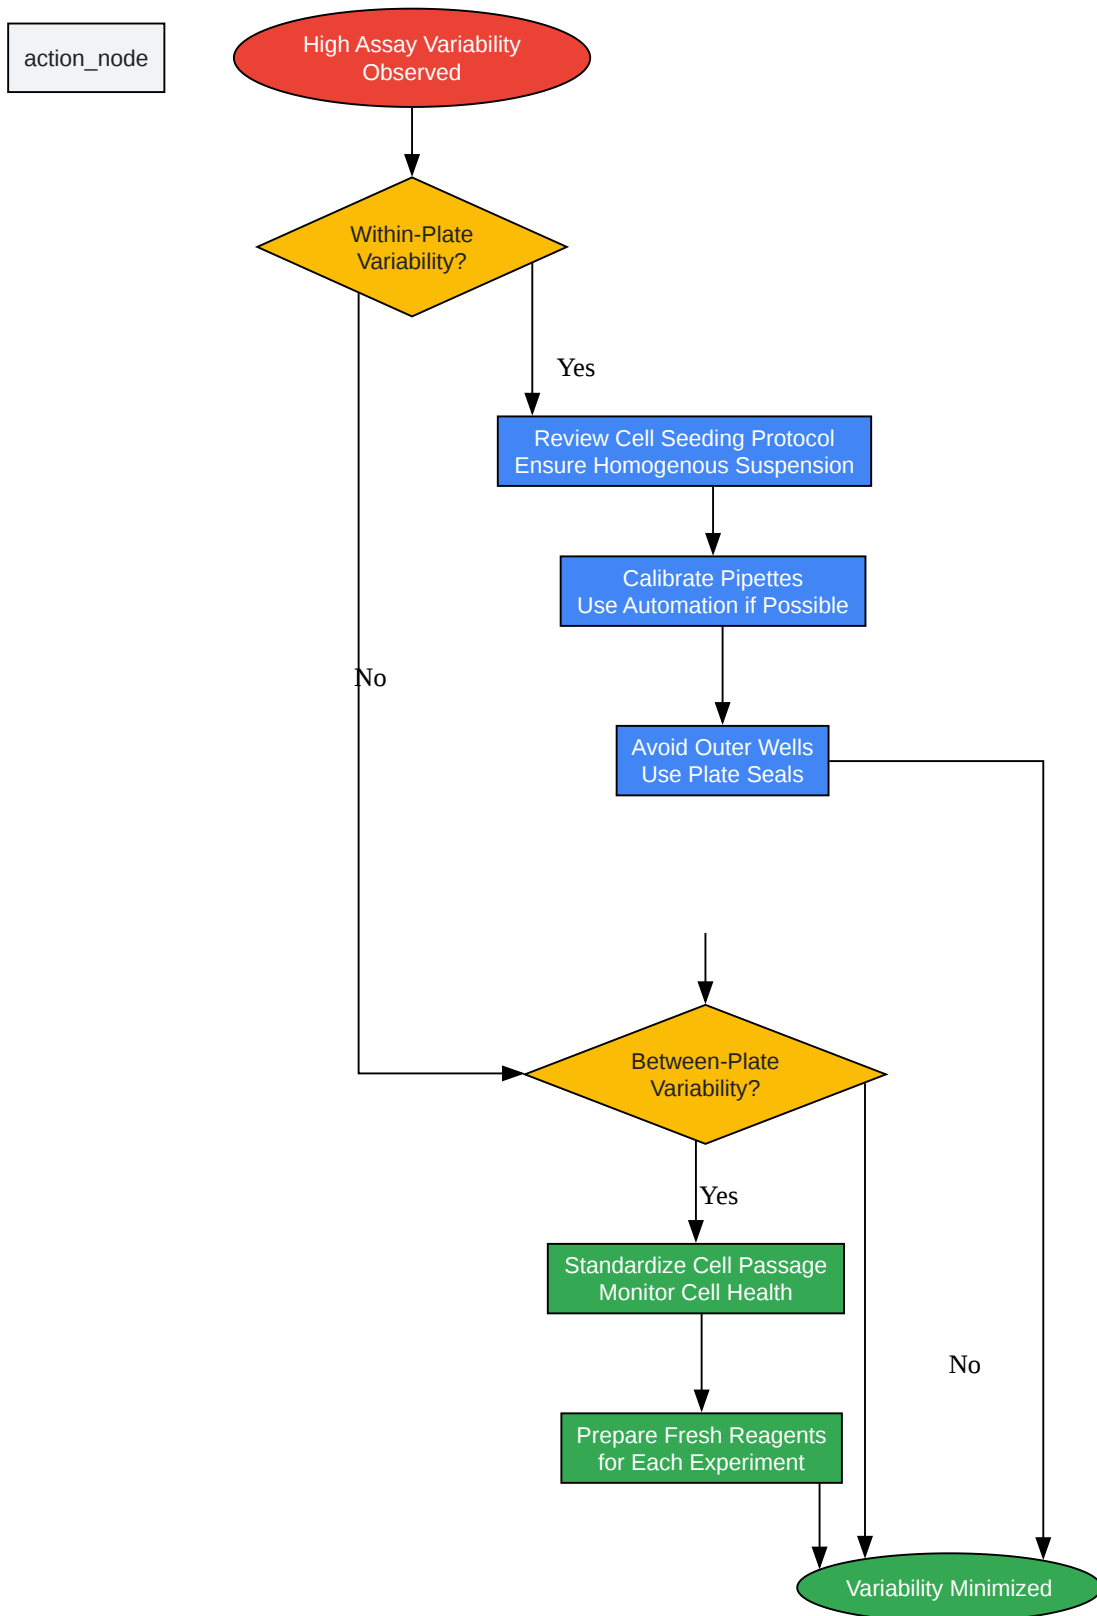 action_node
High Assay Variability
Observed
Within-Plate
Variability?
Yes
Review Cell Seeding Protocol
Ensure Homogenous Suspension
Calibrate Pipettes
Use Automation if Possible
No
Avoid Outer Wells
Use Plate Seals
Between-Plate
Variability?
Yes
Standardize Cell Passage
Monitor Cell Health
No
Prepare Fresh Reagents
for Each Experiment
Variability Minimized